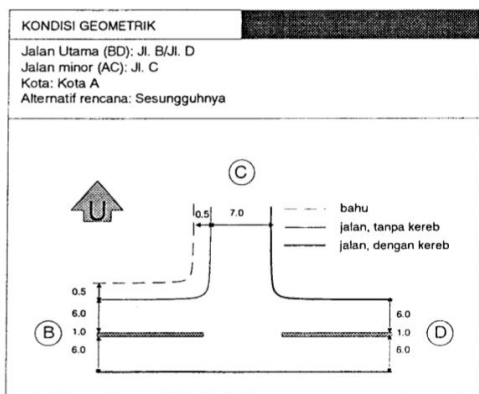 KONDISI GEOMETRIK
Jalan Utama (BD): Jl. B/Jl. D
Jalan minor (AC): Jl. C
Kota: Kota A
Alternatif rencana: Sesungguhnya
C
U
0.5 7.0
bahu
jalan, tanpa kereb
jalan, dengan kereb
0.5
6.0 6.0
B 1.0 1.0 D
6.0 6.0